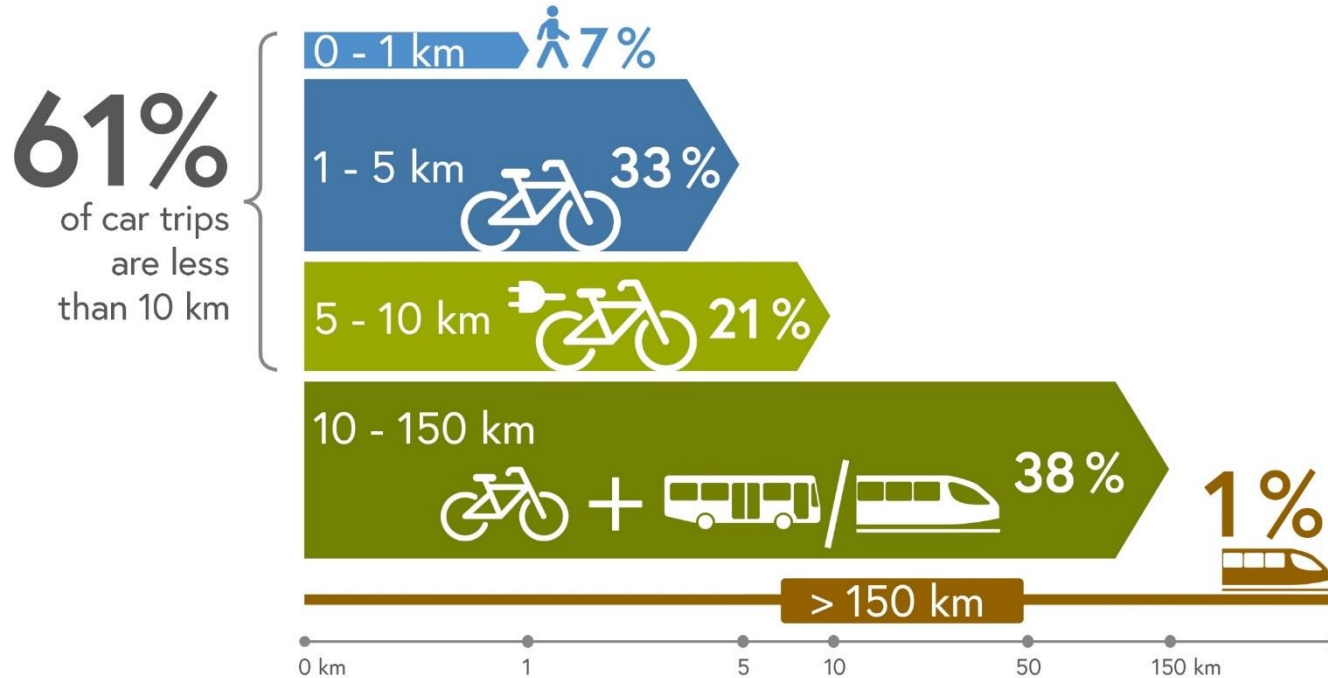 0 - 1 km 7 %
61%
of car trips
are less
than 10 km
1 - 5 km 33 %
5 - 10 km 21 %
10 - 150 km
38 %
1 %
> 150 km
0 km 1 5 10 50 150 km